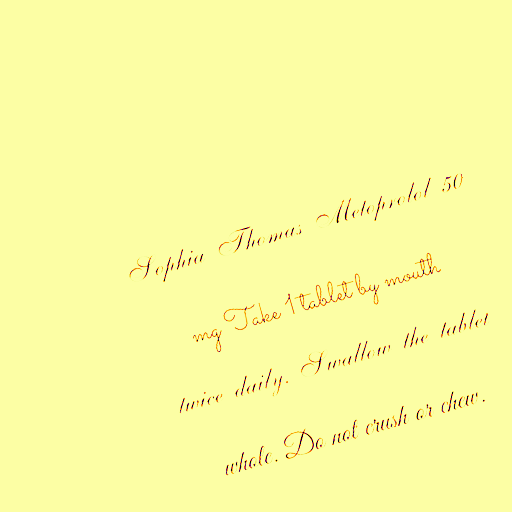 Sophia Thomas Metoprolol 50
mg Take 1 tablet by mouth
twice daily. Swallow the tablet
whole. Do not crush or chew.